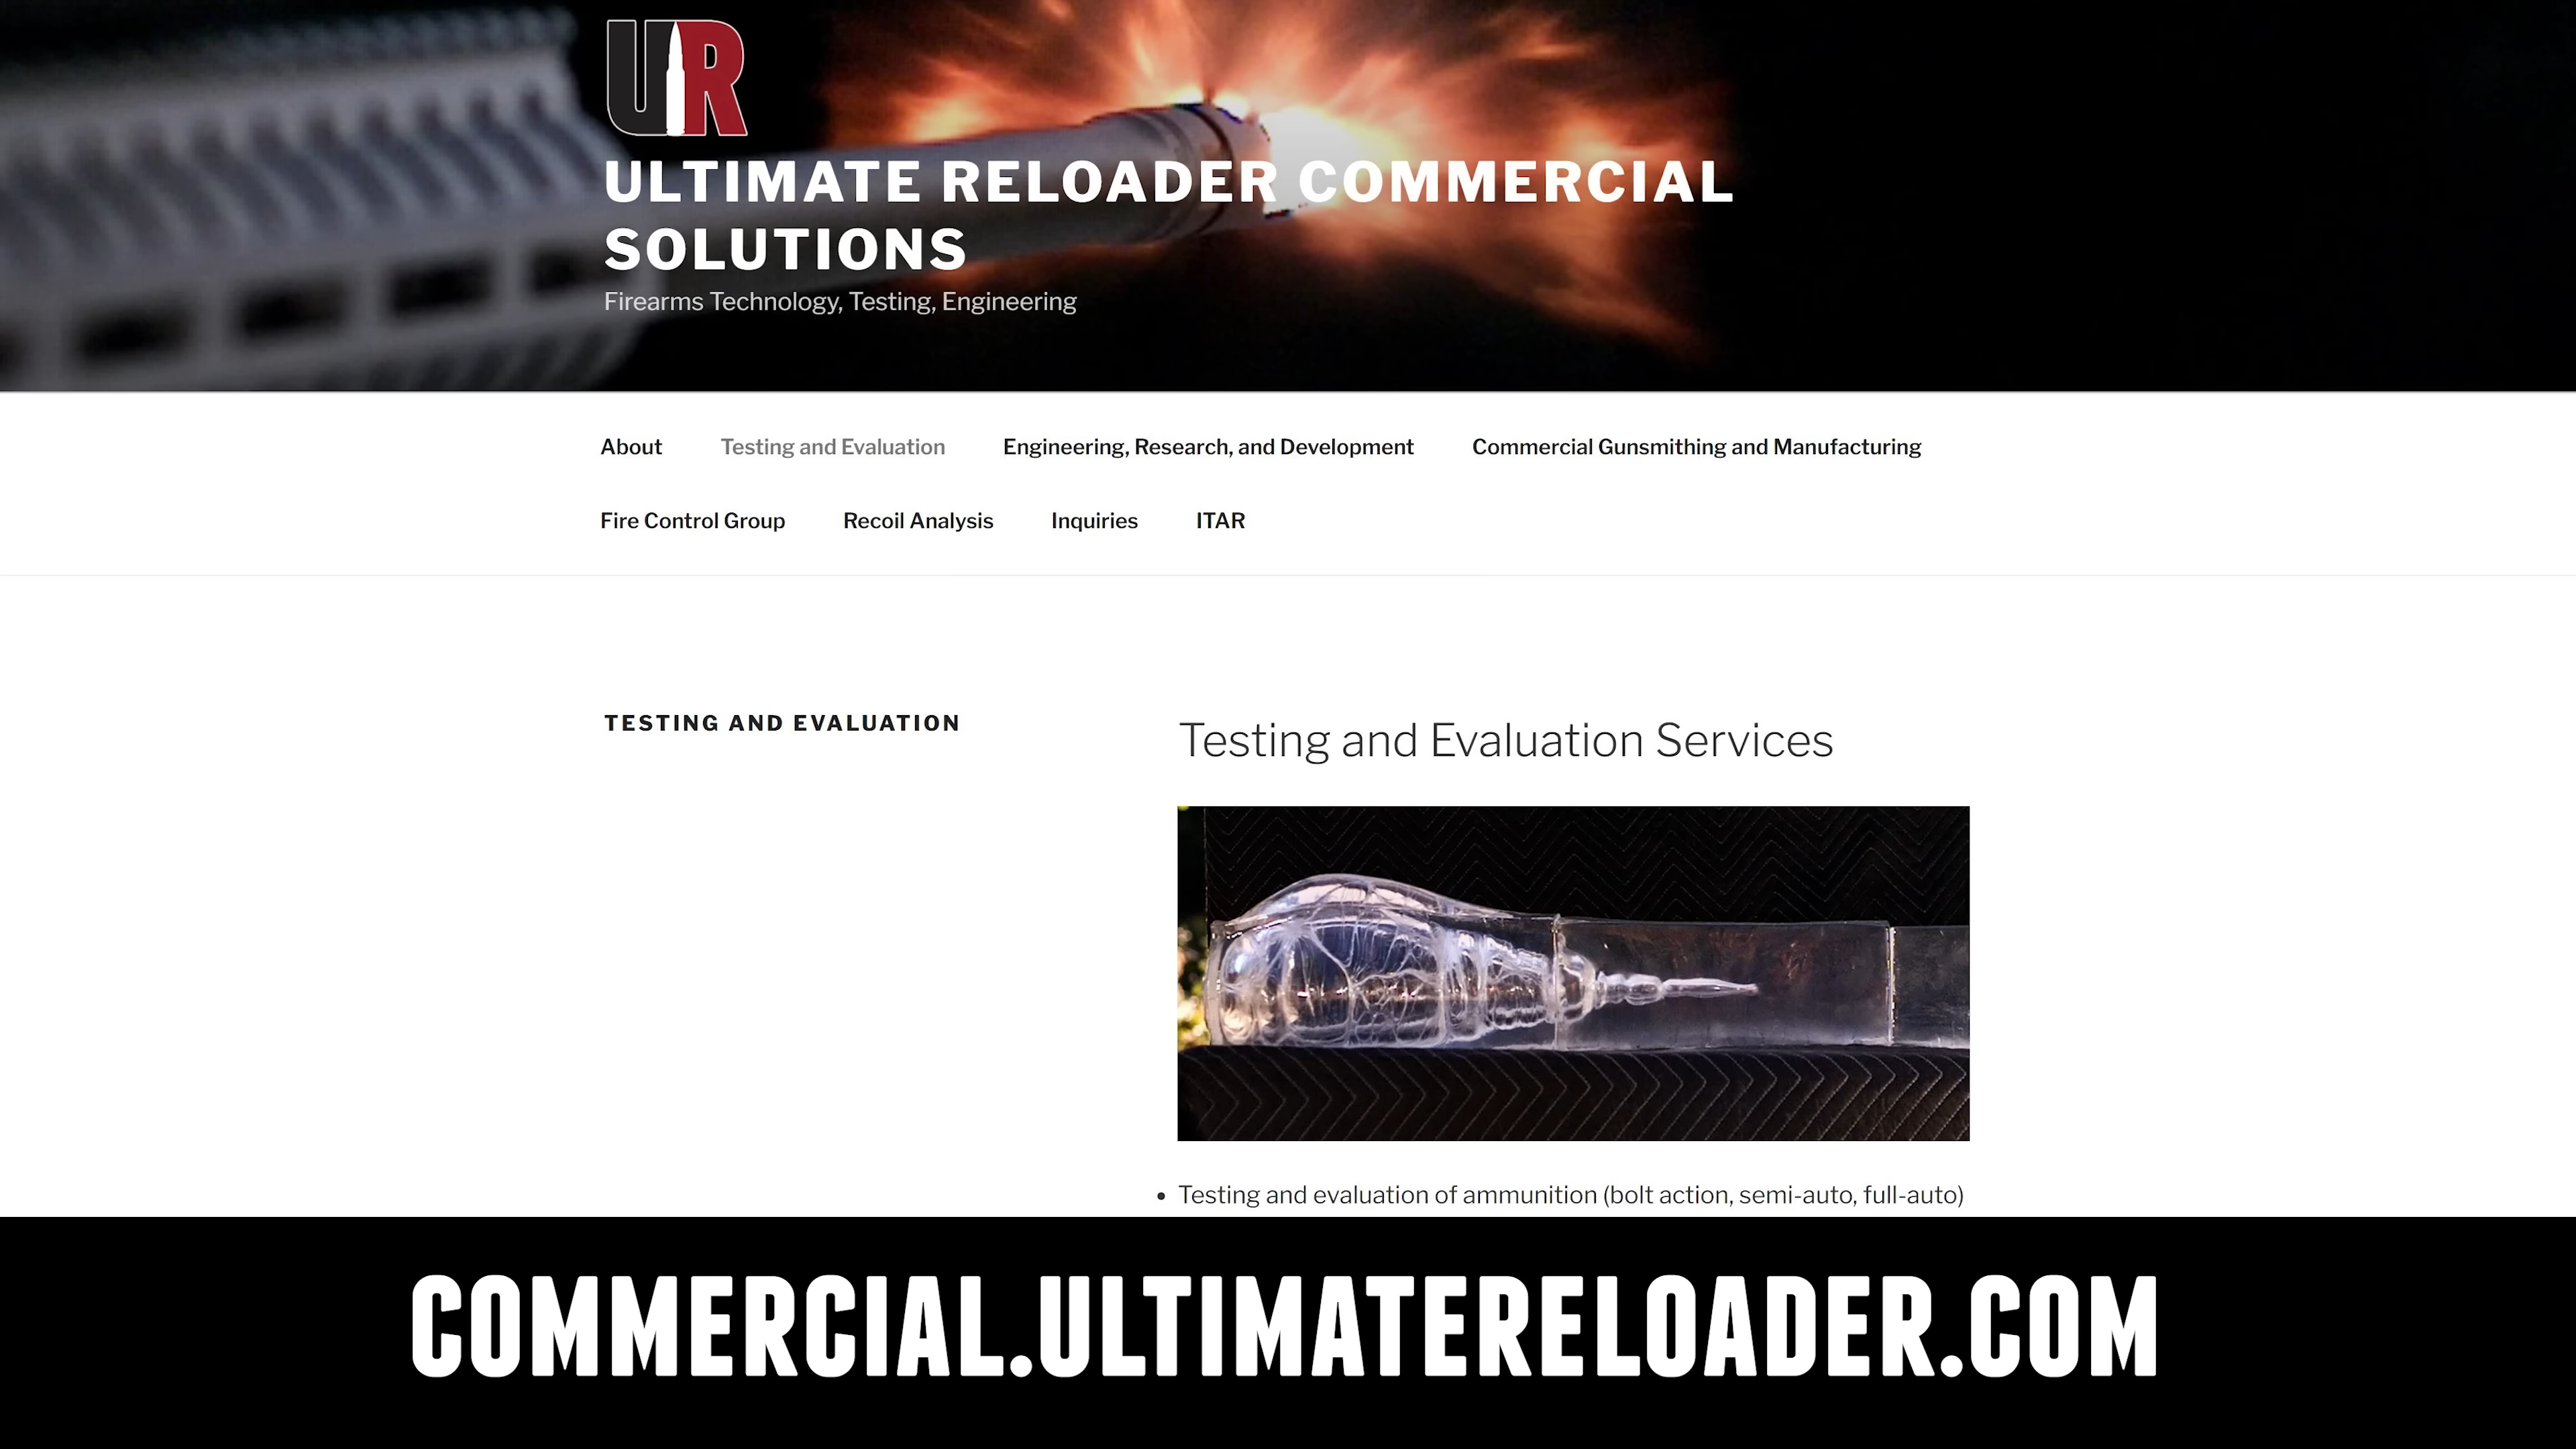 UR
ULTIMATE RELOADER COMMERCIAL
SOLUTIONS
Firearms Technology, Testing, Engineering
About Testing and Evaluation Engineering, Research, and Development Commercial Gunsmithing and Manufacturing
Fire Control Group Recoil Analysis Inquiries ITAR
TESTING AND EVALUATION
Testing and Evaluation Services
• Testing and evaluation of ammunition (bolt action, semi-auto, full-auto)
COMMERCIAL.ULTIMATERELOADER.COM